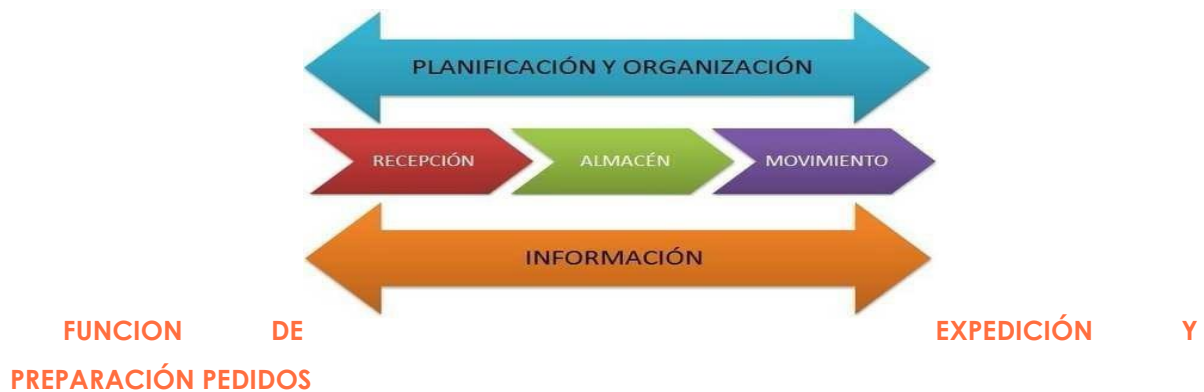 PLANIFICACIÓN Y ORGANIZACIÓN
RECEPCIÓN
ALMACÉN
MOVIMIENTO
INFORMACIÓN
FUNCION DE EXPEDICIÓN Y
PREPARACIÓN PEDIDOS